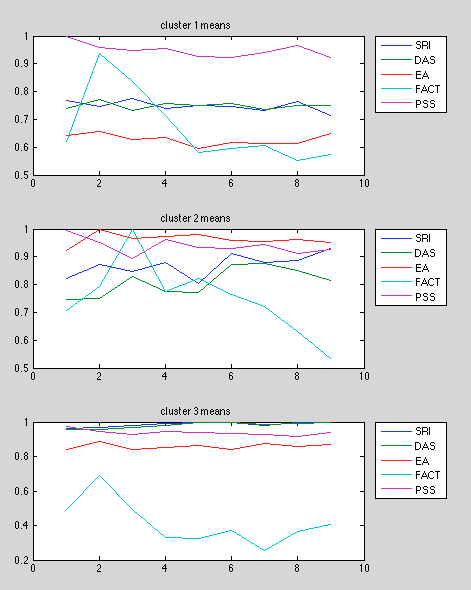 cluster 1 means
1
0.9
0.8
0.7
0.6
0.5
0 2 4 6 8 10
SRI
DAS
EA
FACT
PSS
cluster 2 means
1
0.9
0.8
0.7
0.6
0.5
0 2 4 6 8 10
SRI
DAS
EA
FACT
PSS
cluster 3 means
1
0.8
0.6
0.4
0.2
0 2 4 6 8 10
SRI
DAS
EA
FACT
PSS